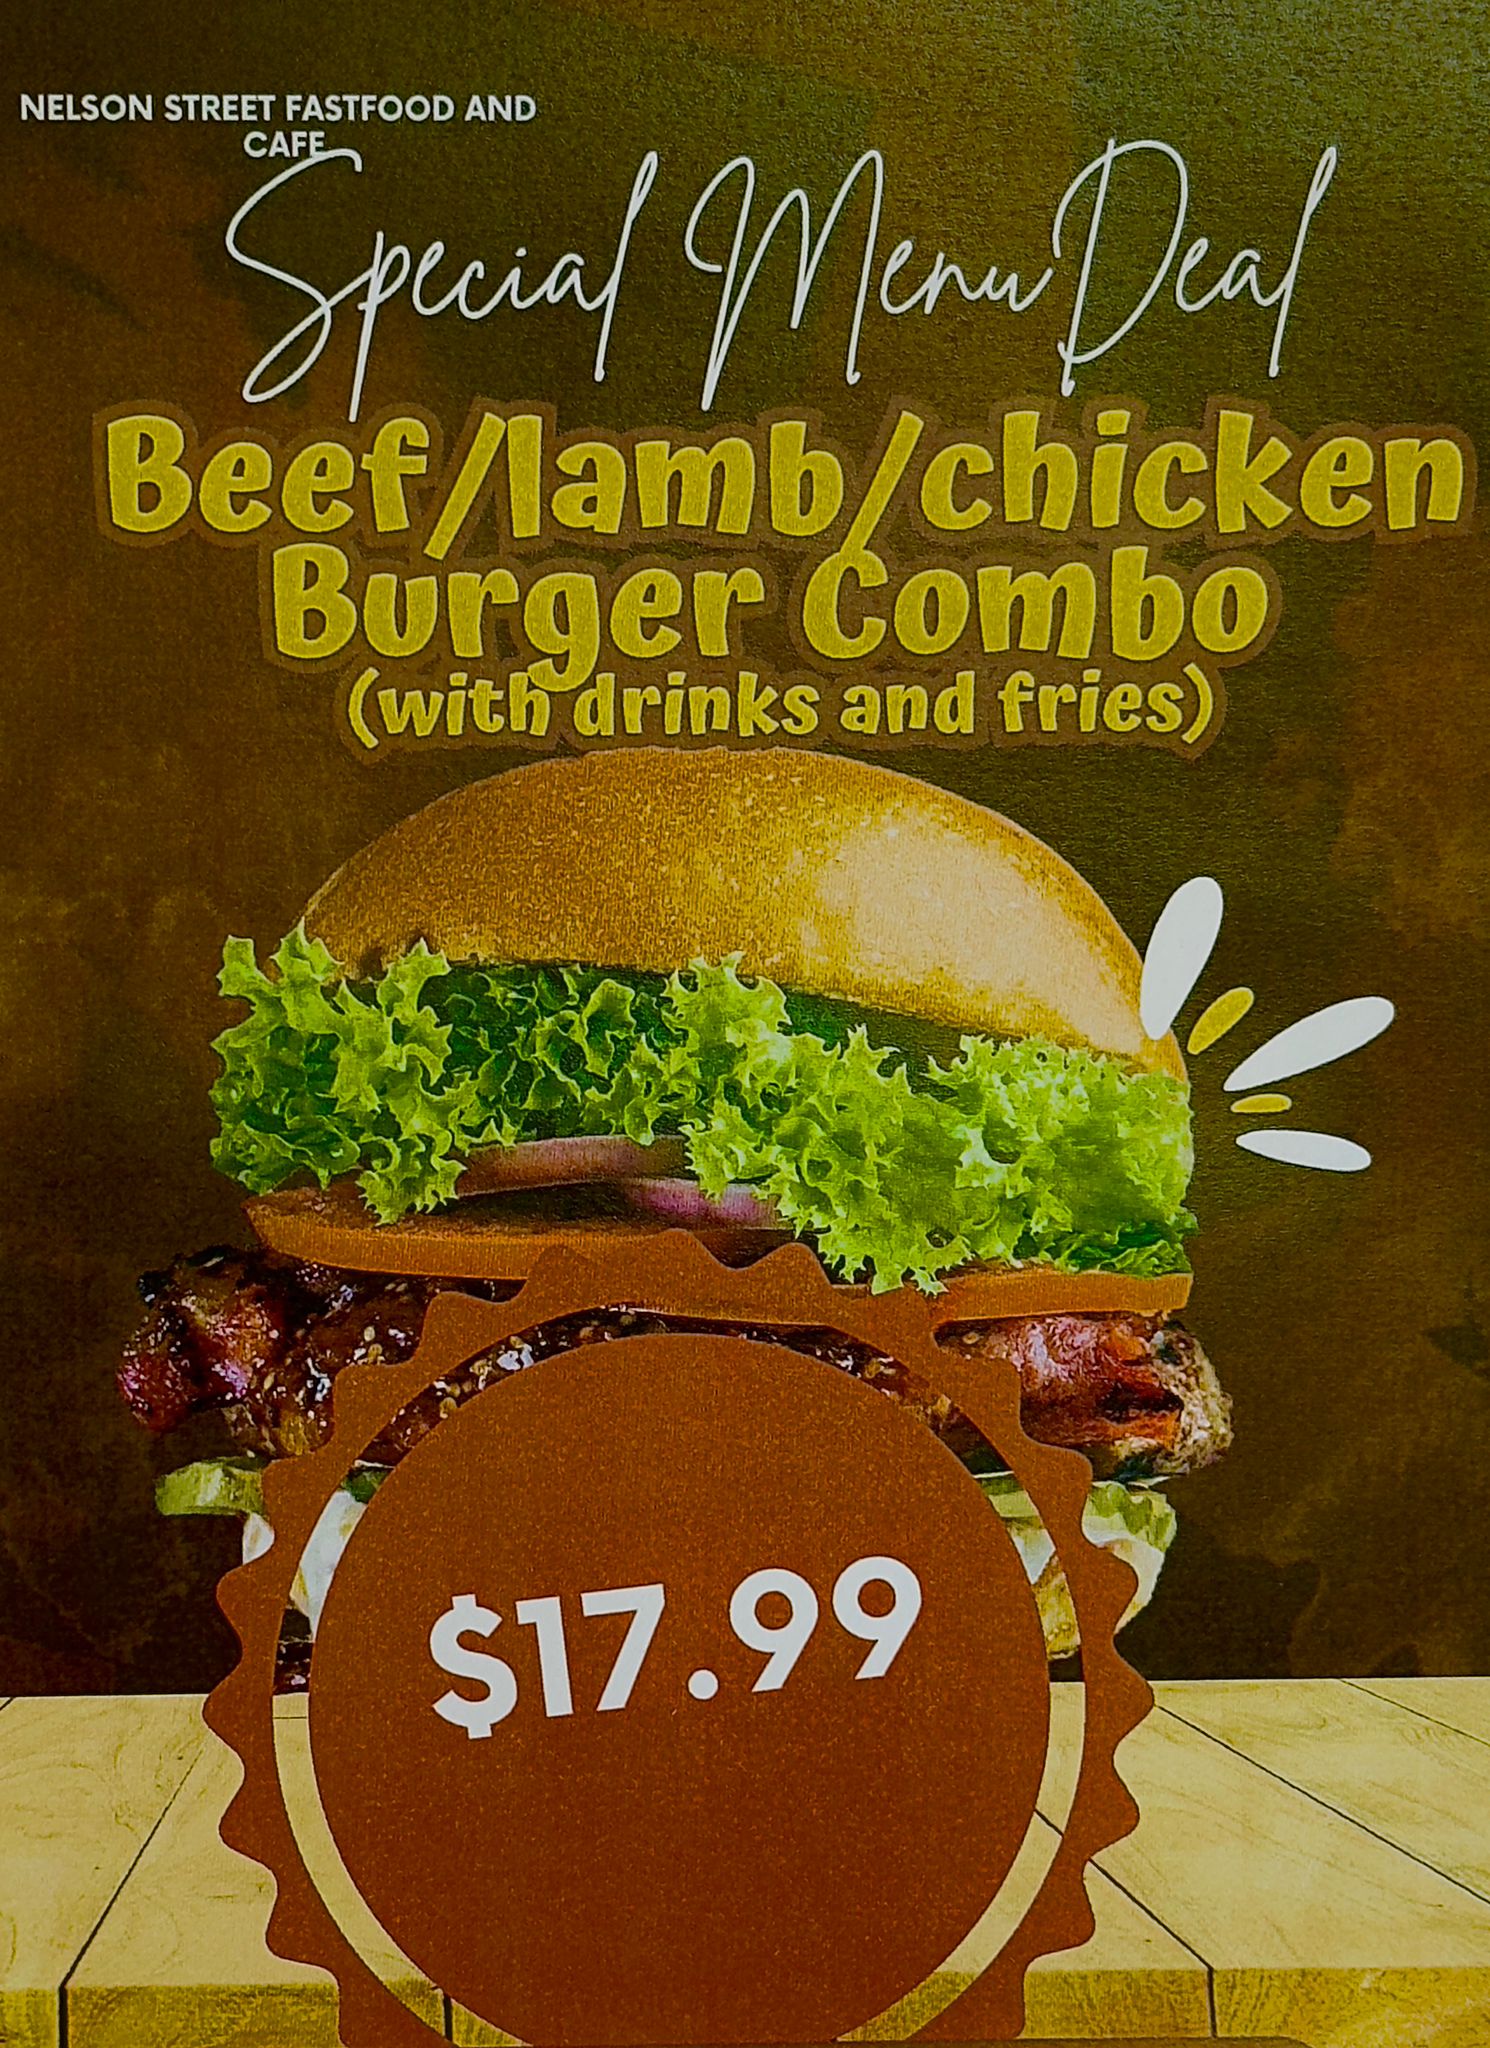 NELSON STREET FASTFOOD AND
CAFE
Special Menu Deal
Beef/lamb/chicken
Burger Combo
(with drinks and fries)
$17.99